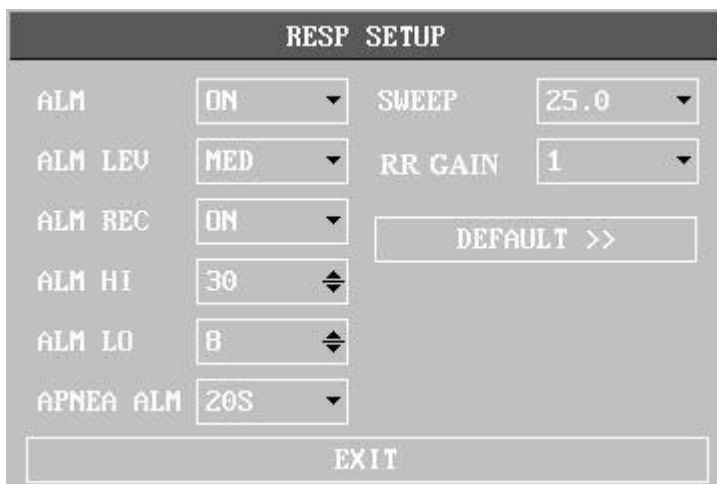 RESP SETUP
ALM ON SWEEP 25.0
ALM LEV MED RR GAIN 1
ALM REC ON DEFAULT >>
ALM HI 30
ALM LO 8
APNEA ALM 20S
EXIT